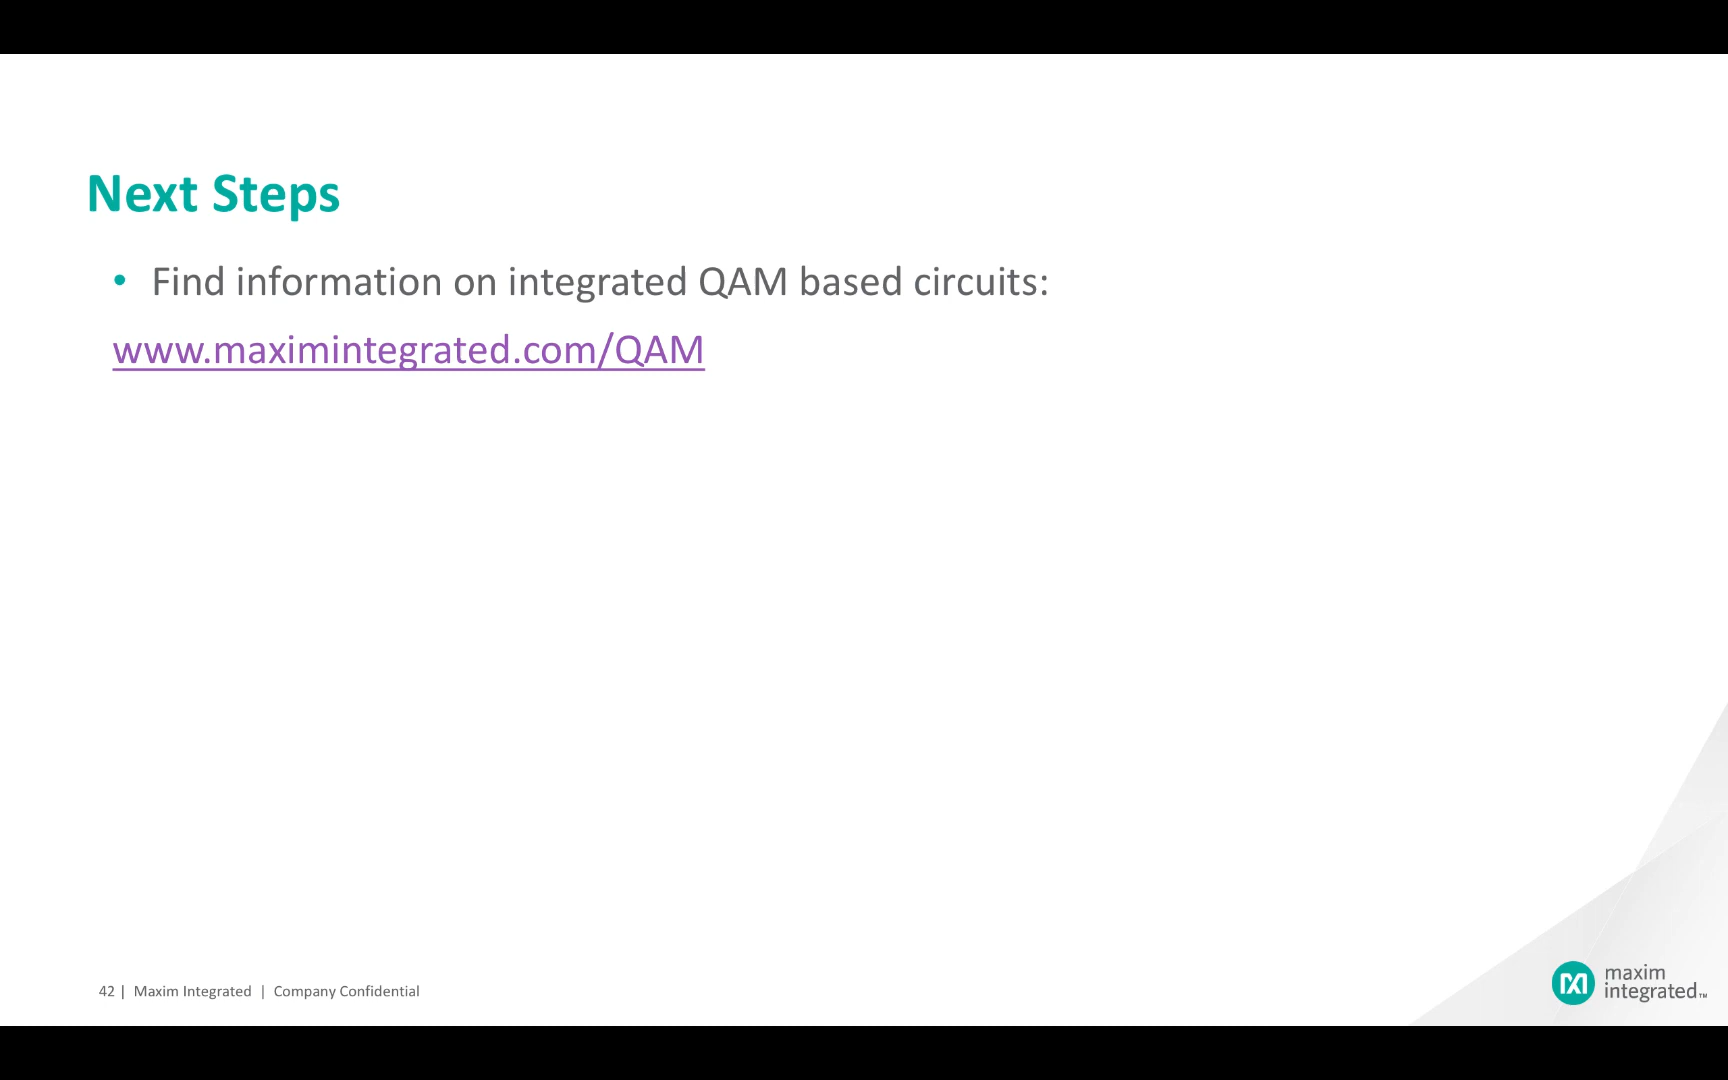 Next Steps
• Find information on integrated QAM based circuits:
www.maximintegrated.com/QAM
42 | Maxim Integrated | Company Confidential
maxim
integrated™